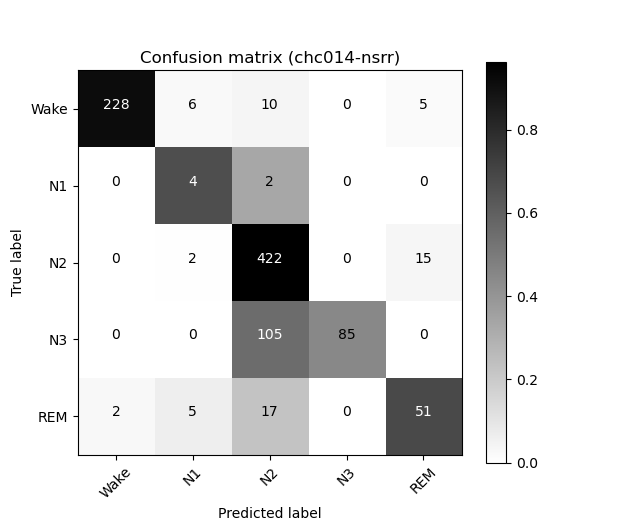 Confusion matrix (chc014-nsrr)
Wake 228 6 10 0 5
N1 0 4 2 0 0
N2 0 2 422 0 15
N3 0 0 105 85 0
REM 2 5 17 0 51
Wake N1 N2 N3 REM
Predicted label
True label
0.8
0.6
0.4
0.2
0.0